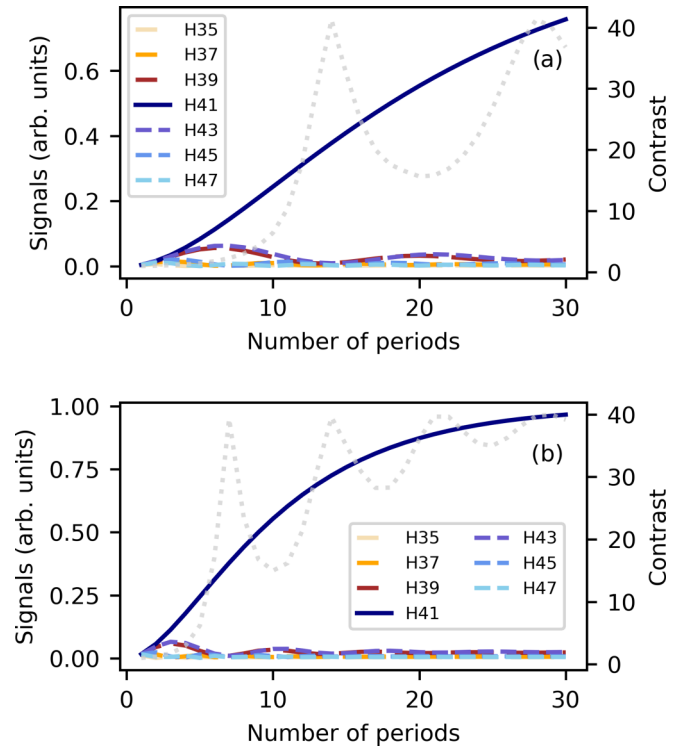 (a)
H35
H37
H39
H41
H43
H45
H47
Signals (arb. units)
0.0
0.2
0.4
0.6
Contrast
0
10
20
30
40
0
10
20
30
Number of periods
(b)
H35
H37
H39
H41
H43
H45
H47
Signals (arb. units)
0.00
0.25
0.50
0.75
1.00
Contrast
0
10
20
30
40
0
10
20
30
Number of periods